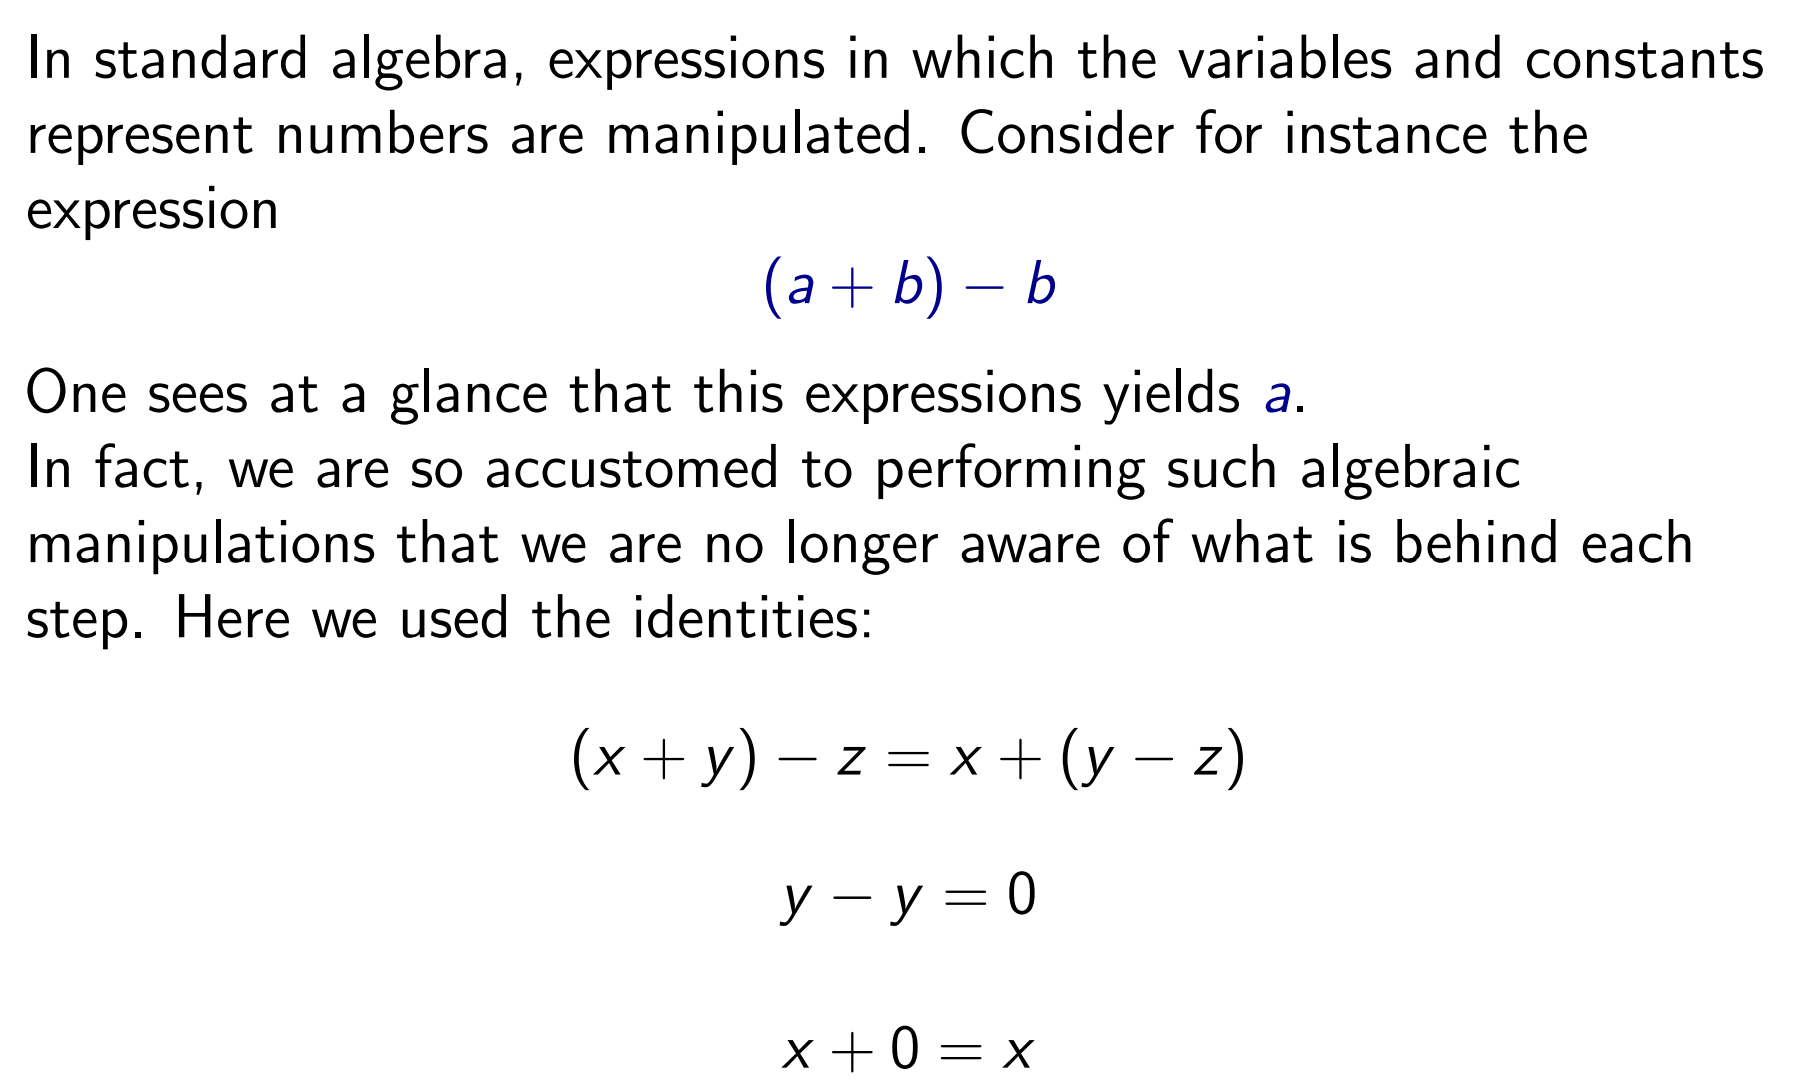 In standard algebra, expressions in which the variables and constants
represent numbers are manipulated. Consider for instance the
expression
(a + b) − b
One sees at a glance that this expressions yields a.
In fact, we are so accustomed to performing such algebraic
manipulations that we are no longer aware of what is behind each
step. Here we used the identities:
(x + y) − z = x + (y − z)
y − y = 0
x + 0 = x